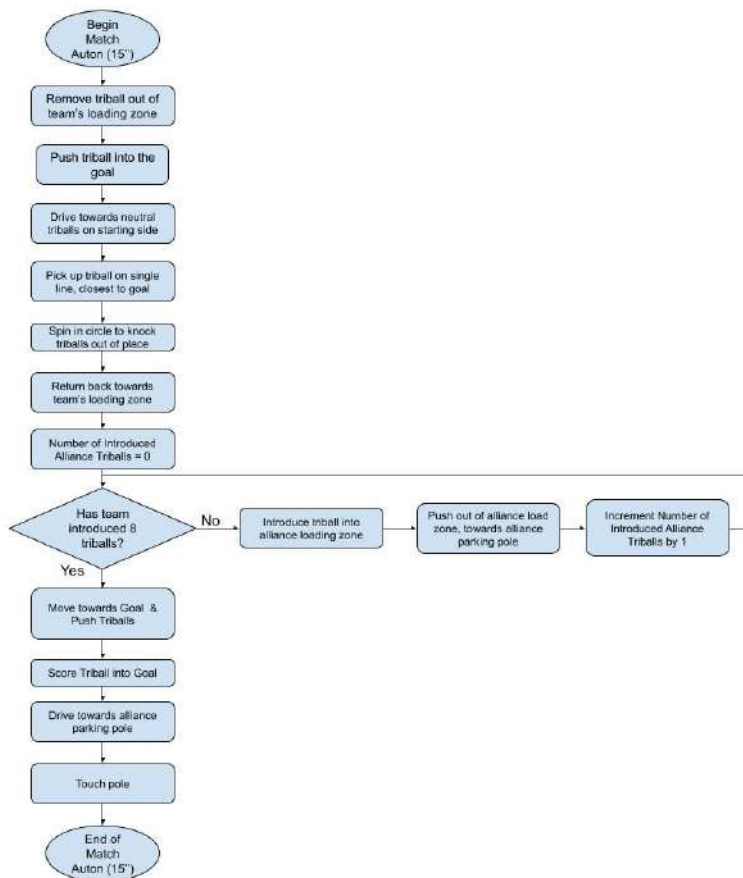 Begin
Match
Auton (15")
Remove triball out of
team's loading zone
Push triball into the
goal
Drive towards neutral
triballs on starting side
Pick up triball on single
line, closest to goal
Spin in circle to knock
triballs out of place
Return back towards
team's loading zone
Number of Introduced
Alliance Triballs = 0
Has team
introduced 8
triballs?
No
Introduce triball into
alliance loading zone
Push out of alliance load
zone, towards alliance
parking pole
Increment Number of
Introduced Alliance
Triballs by 1
Yes
Move towards Goal &
Push Triballs
Score Triball into Goal
Drive towards alliance
parking pole
Touch pole
End of
Match
Auton (15")